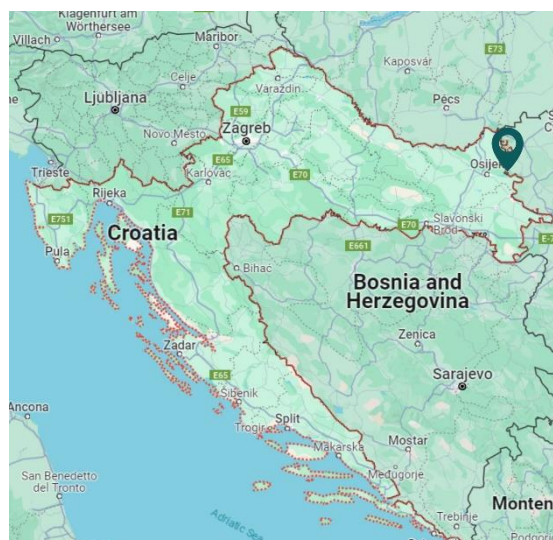 Klagenfurt am
Wörthersee
Villach
Maribor
Kaposvár
E73
Celje
Varaždin
Pécs
Ljubljana
E59
Novo Mesto
Zagreb
Trieste
E65
Karlovac
E70
Osijek
Rijeka
E751
E71
Croatia
Pula
E70
Slavonski
Brod
E661
Bihać
Bosnia and
Herzegovina
Zenica
Zadar
E65
Sarajevo
Šibenik
Ancona
Trogir
Split
Makarska
Mostar
Međugorje
San Benedetto
del Tronto
Adriatic Sea
Trebinje
Monten
Podgori